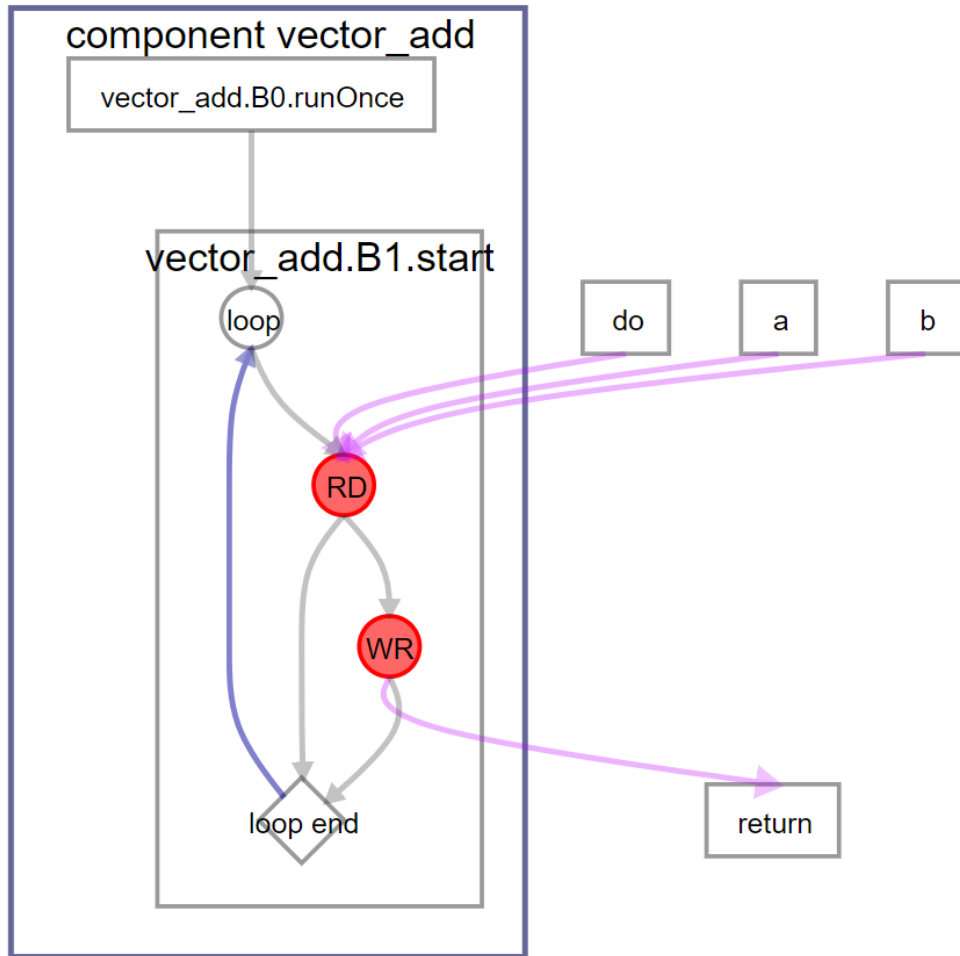 component vector_add
vector_add.B0.runOnce
vector_add.B1.start
loop
do
a
b
RD
WR
loop end
return